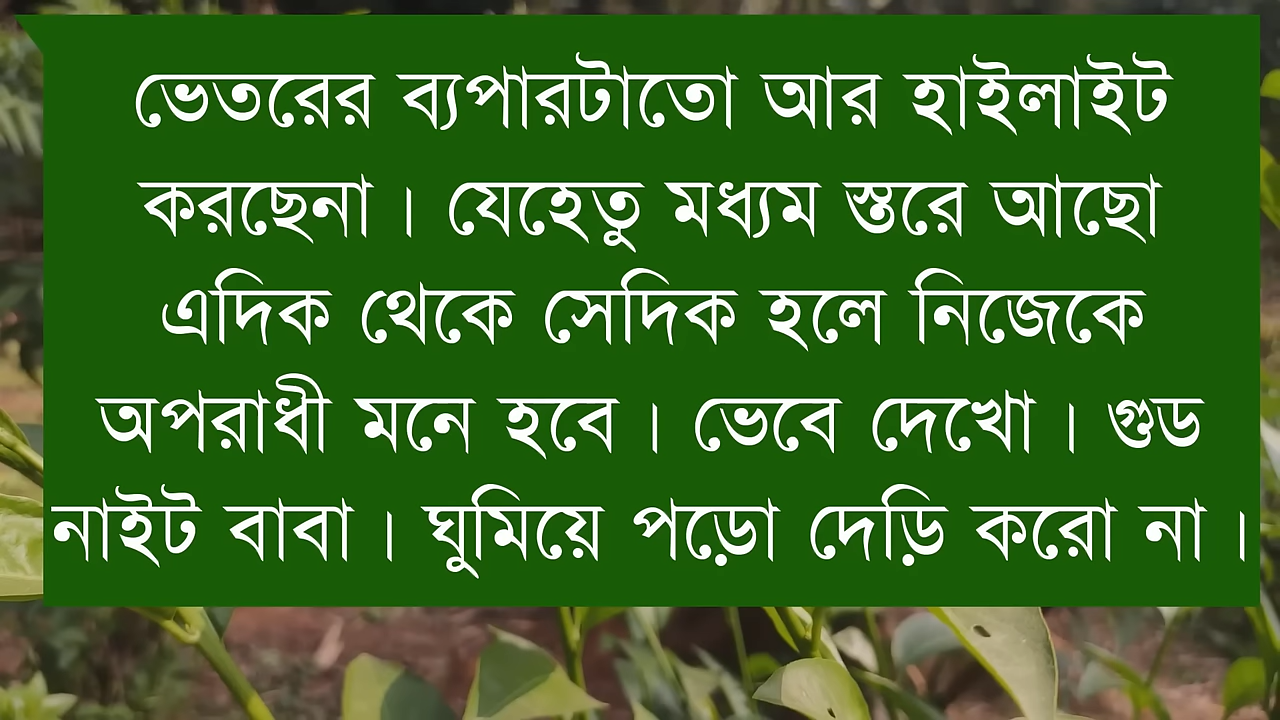 ভেতরের ব্যপারটাতো আর হাইলাইট
করছেনা। যেহেতু মধ্যম স্তরে আছো
এদিক থেকে সেদিক হলে নিজেকে
অপরাধী মনে হবে। ভেবে দেখো। গুড
নাইট বাবা। ঘুমিয়ে পড়ো দেড়ি করো না।